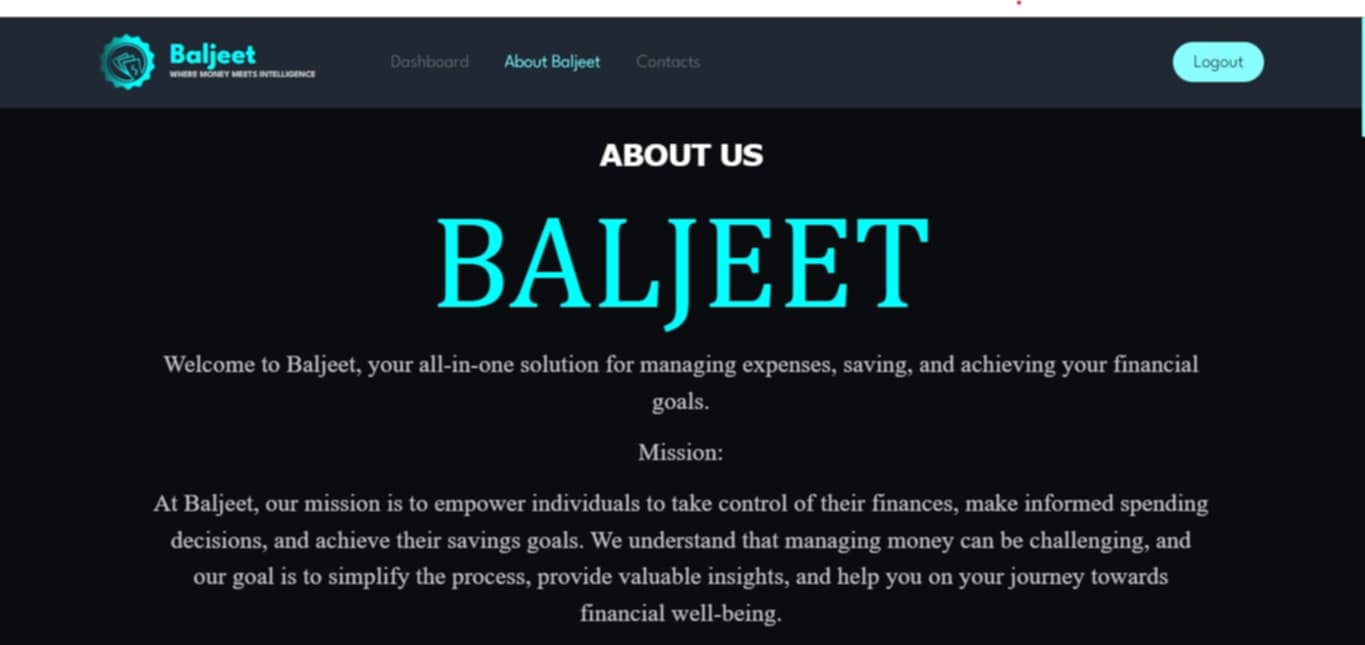 Baljeet
WHERE MONEY MEETS INTELLIGENCE
Dashboard
About Baljeet
Contacts
Logout
ABOUT US
BALJEET
Welcome to Baljeet, your all-in-one solution for managing expenses, saving, and achieving your financial
goals.
Mission:
At Baljeet, our mission is to empower individuals to take control of their finances, make informed spending
decisions, and achieve their savings goals. We understand that managing money can be challenging, and
our goal is to simplify the process, provide valuable insights, and help you on your journey towards
financial well-being.